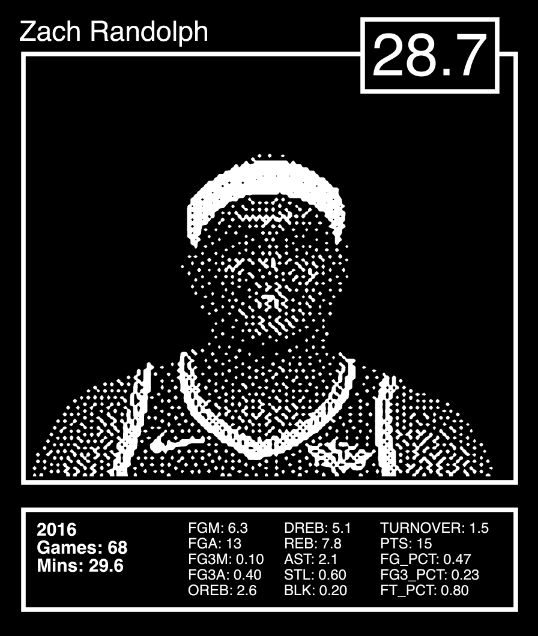 Zach Randolph
28.7
2016
Games: 68
Mins: 29.6
FGM: 6.3
FGA: 13
FG3M: 0.10
FG3A: 0.40
OREB: 2.6
DREB: 5.1
REB: 7.8
AST: 2.1
STL: 0.60
BLK: 0.20
TURNOVER: 1.5
PTS: 15
FG_PCT: 0.47
FG3_PCT: 0.23
FT_PCT: 0.80